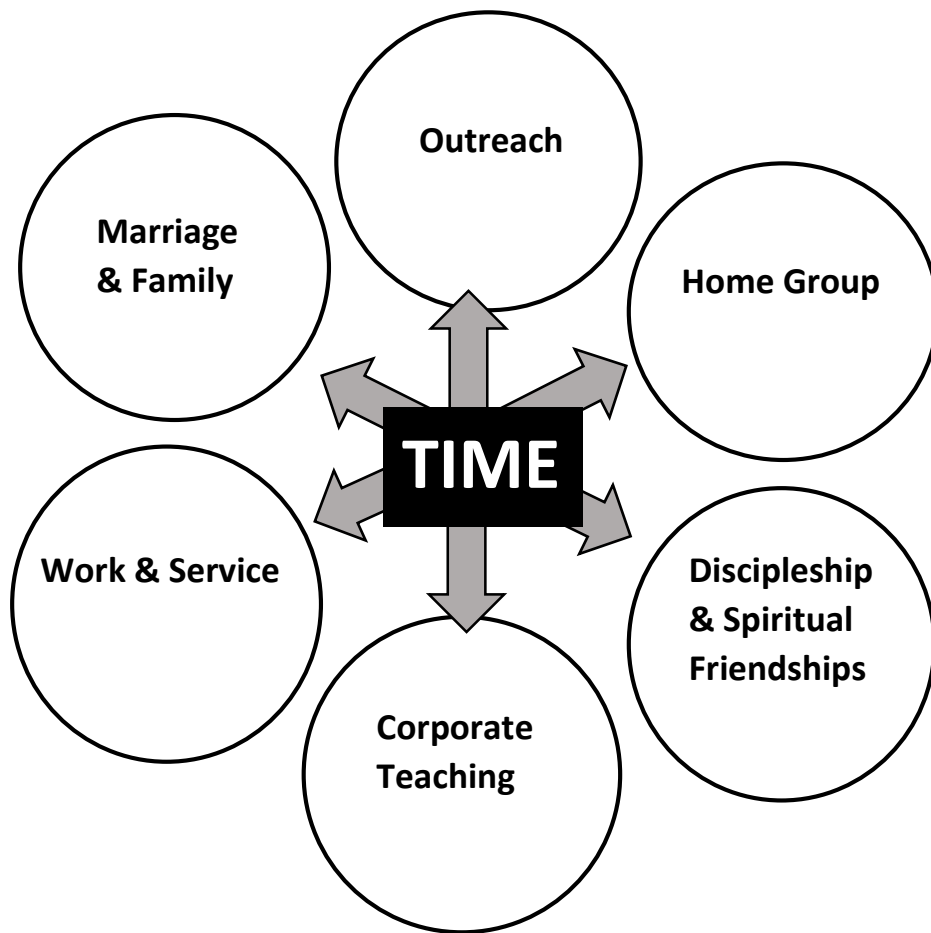 Outreach
Marriage
& Family
Home Group
TIME
Work & Service
Discipleship
& Spiritual
Friendships
Corporate
Teaching